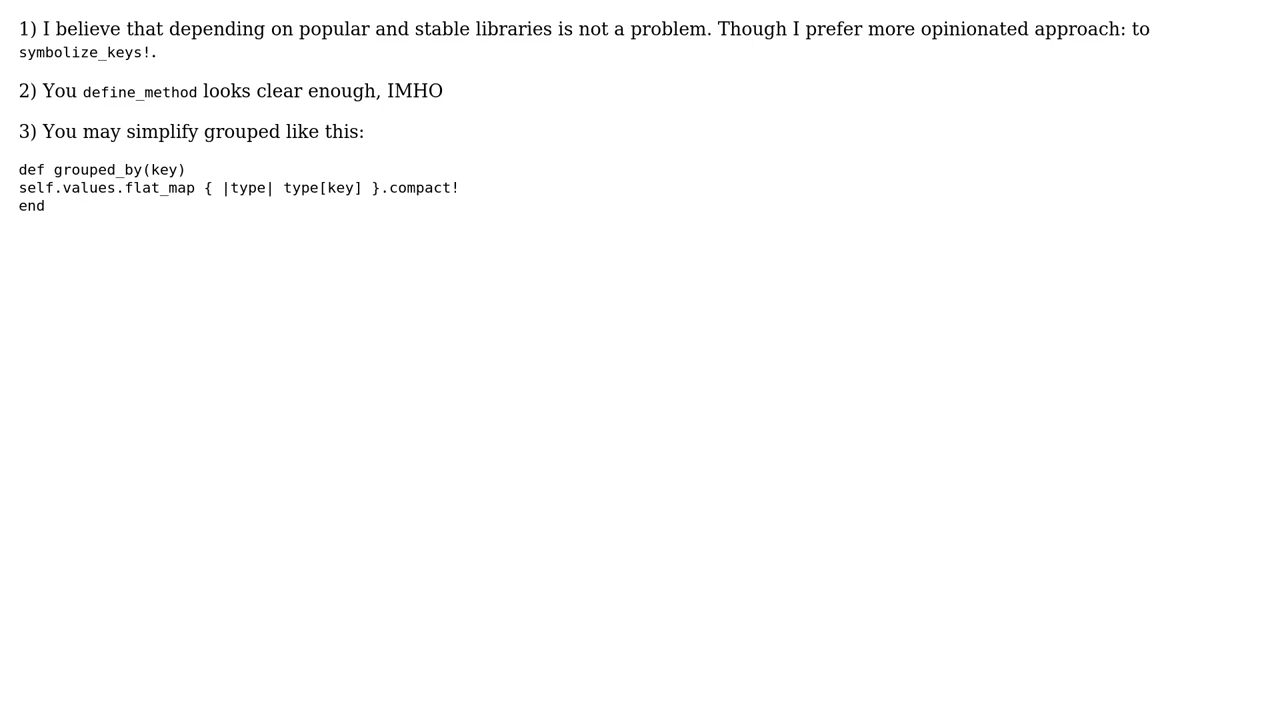 1) I believe that depending on popular and stable libraries is not a problem. Though I prefer more opinionated approach: to
symbolize_keys!.
2) You define_method looks clear enough, IMHO
3) You may simplify grouped like this:
def grouped_by(key)
self.values.flat_map { |type| type[key] }.compact!
end